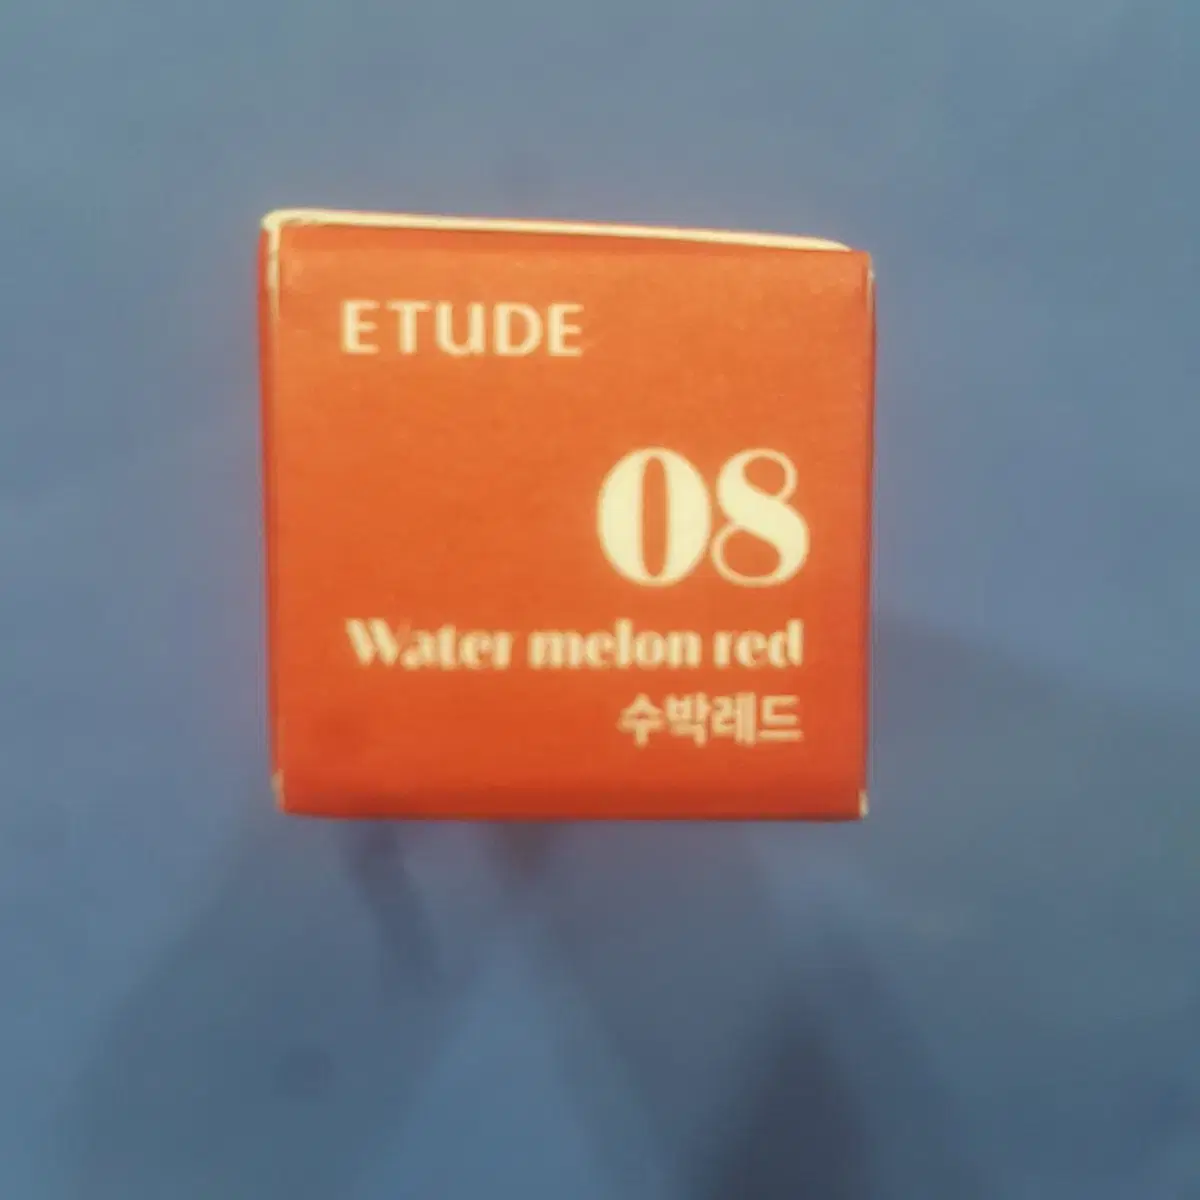 ETUDE
08
Water melon red
수박레드